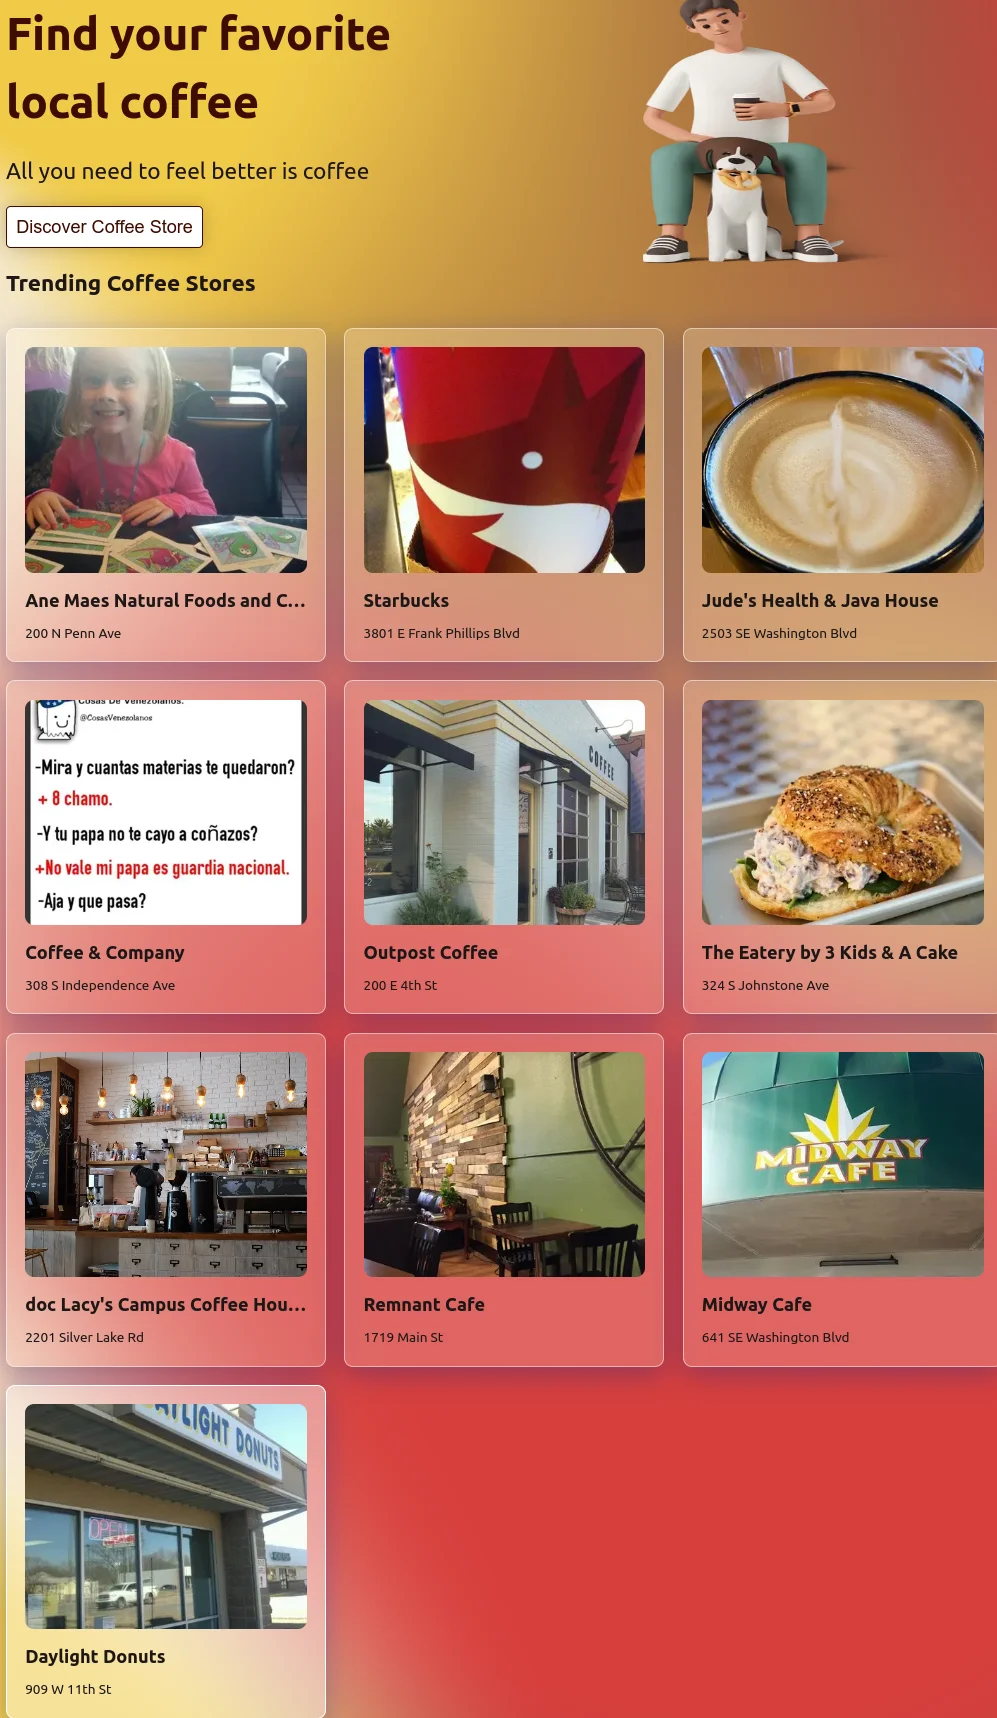 Find your favorite
local coffee
All you need to feel better is coffee
Discover Coffee Store
Trending Coffee Stores
Ane Maes Natural Foods and C...
200 N Penn Ave
Starbucks
3801 E Frank Phillips Blvd
Jude's Health & Java House
2503 SE Washington Blvd
Cosas De Venezolanos.
@CosasVenezolanos
-Mira y cuantas materias te quedaron?
+ 8 chamo.
-Y tu papa no te cayo a coñazos?
+No vale mi papa es guardia nacional.
-Aja y que pasa?
COFFEE
Coffee & Company
308 S Independence Ave
Outpost Coffee
200 E 4th St
The Eatery by 3 Kids & A Cake
324 S Johnstone Ave
MIDWAY
CAFE
doc Lacy's Campus Coffee Hou...
2201 Silver Lake Rd
Remnant Cafe
1719 Main St
Midway Cafe
641 SE Washington Blvd
DAYLIGHT DONUTS
OPEN
Daylight Donuts
909 W 11th St